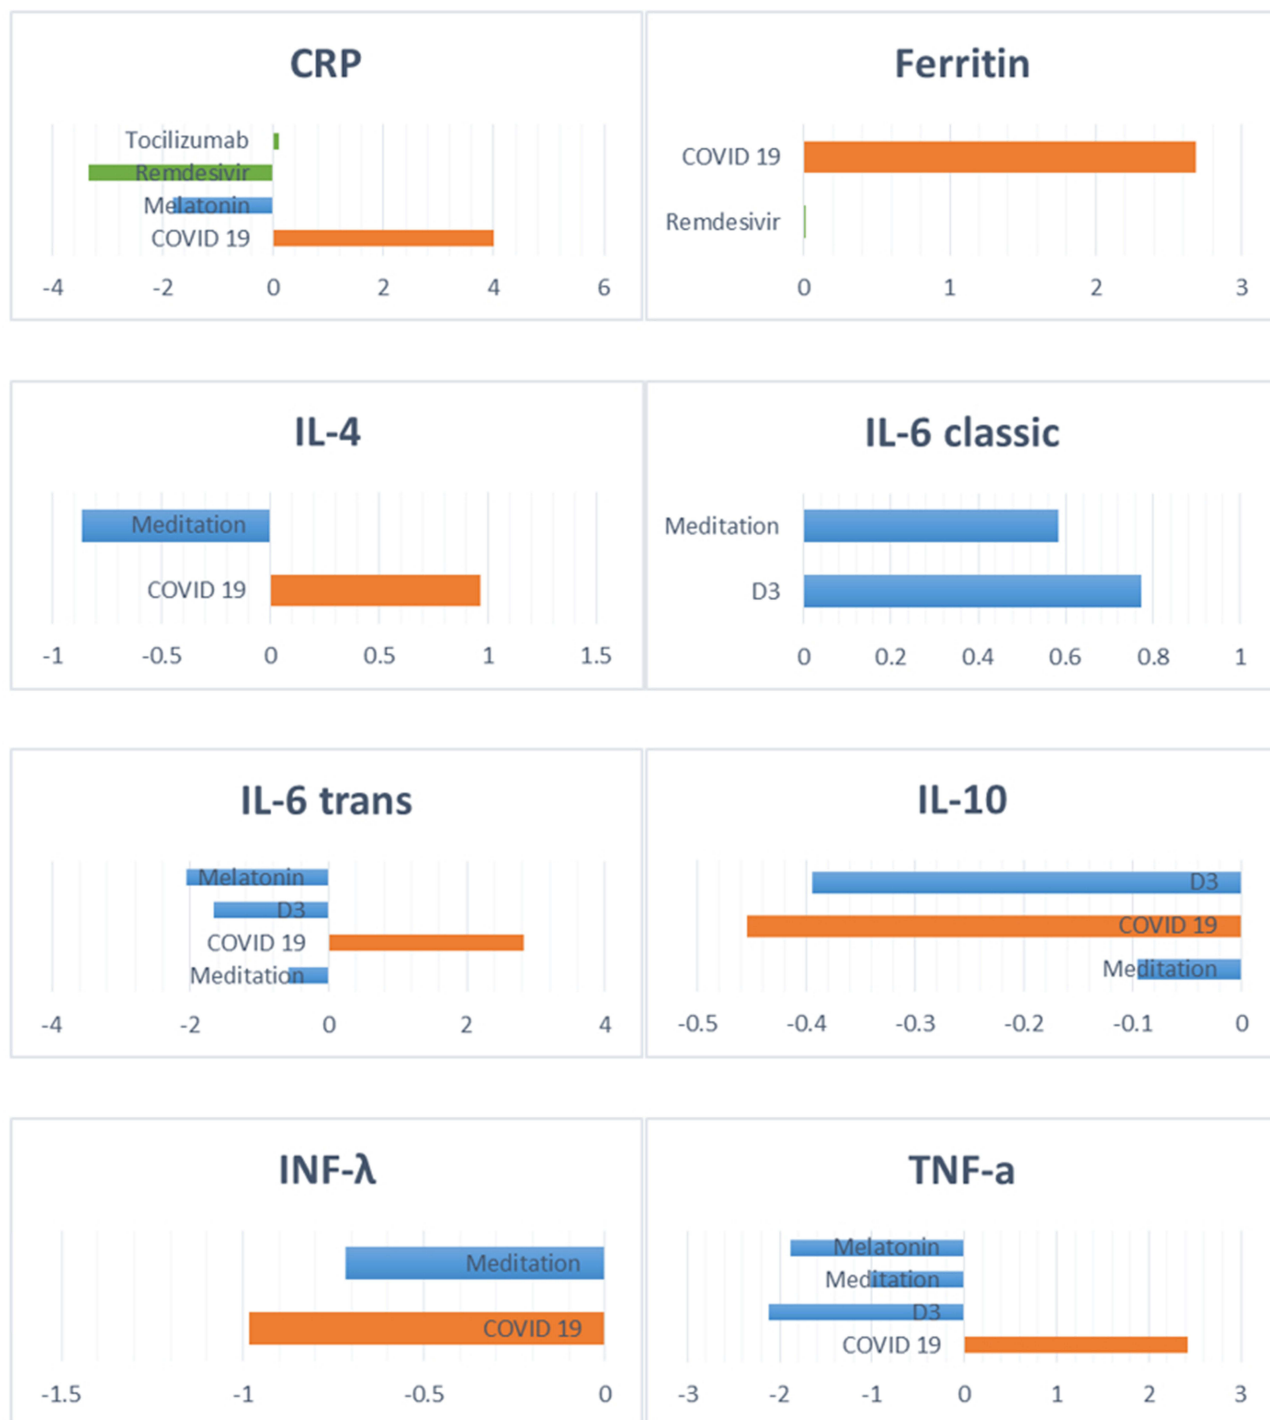 CRP
Tocilizumab
Remdesivir
Melatonin
COVID 19
-4 -2 0 2 4 6
Ferritin
COVID 19
Remdesivir
0 1 2 3
IL-4
Meditation
COVID 19
-1 -0.5 0 0.5 1 1.5
IL-6 classic
Meditation
D3
0 0.2 0.4 0.6 0.8 1
IL-6 trans
Melatonin
D3
COVID 19
Meditation
-4 -2 0 2 4
IL-10
D3
COVID 19
Meditation
-0.5 -0.4 -0.3 -0.2 -0.1 0
INF-λ
Meditation
COVID 19
-1.5 -1 -0.5 0
TNF-a
Melatonin
Meditation
D3
COVID 19
-3 -2 -1 0 1 2 3